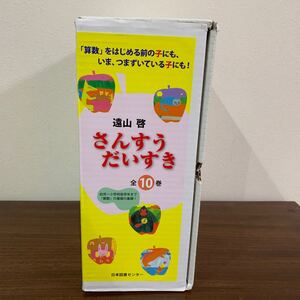 「算数」をはじめる前の子にも、
いま、つまずいている子にも!
遠山 啓
さんすう
だいすき
全10巻
日本図書センター